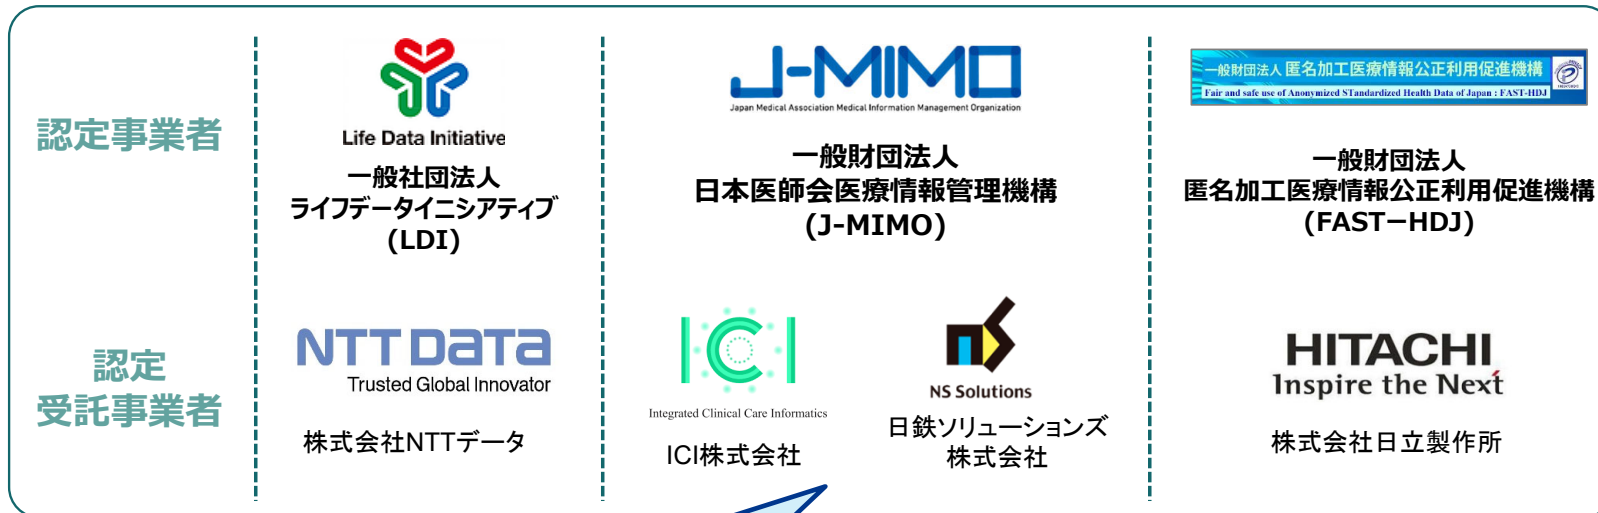 認定事業者
Life Data Initiative
一般社団法人
ライフデータイニシアティブ
(LDI)
J-MIMO
Japan Medical Association Medical Information Management Organization
一般財団法人
日本医師会医療情報管理機構
(J-MIMO)
一般財団法人 匿名加工医療情報公正利用促進機構
Fair and safe use of Anonymized STandardized Health Data of Japan : FAST-HDJ
一般財団法人
匿名加工医療情報公正利用促進機構
(FASTーHDJ)
認定
受託事業者
NTT DATA
Trusted Global Innovator
株式会社NTTデータ
ICI
Integrated Clinical Care Informatics
ICI株式会社
NS Solutions
日鉄ソリューションズ
株式会社
HITACHI
Inspire the Next
株式会社日立製作所